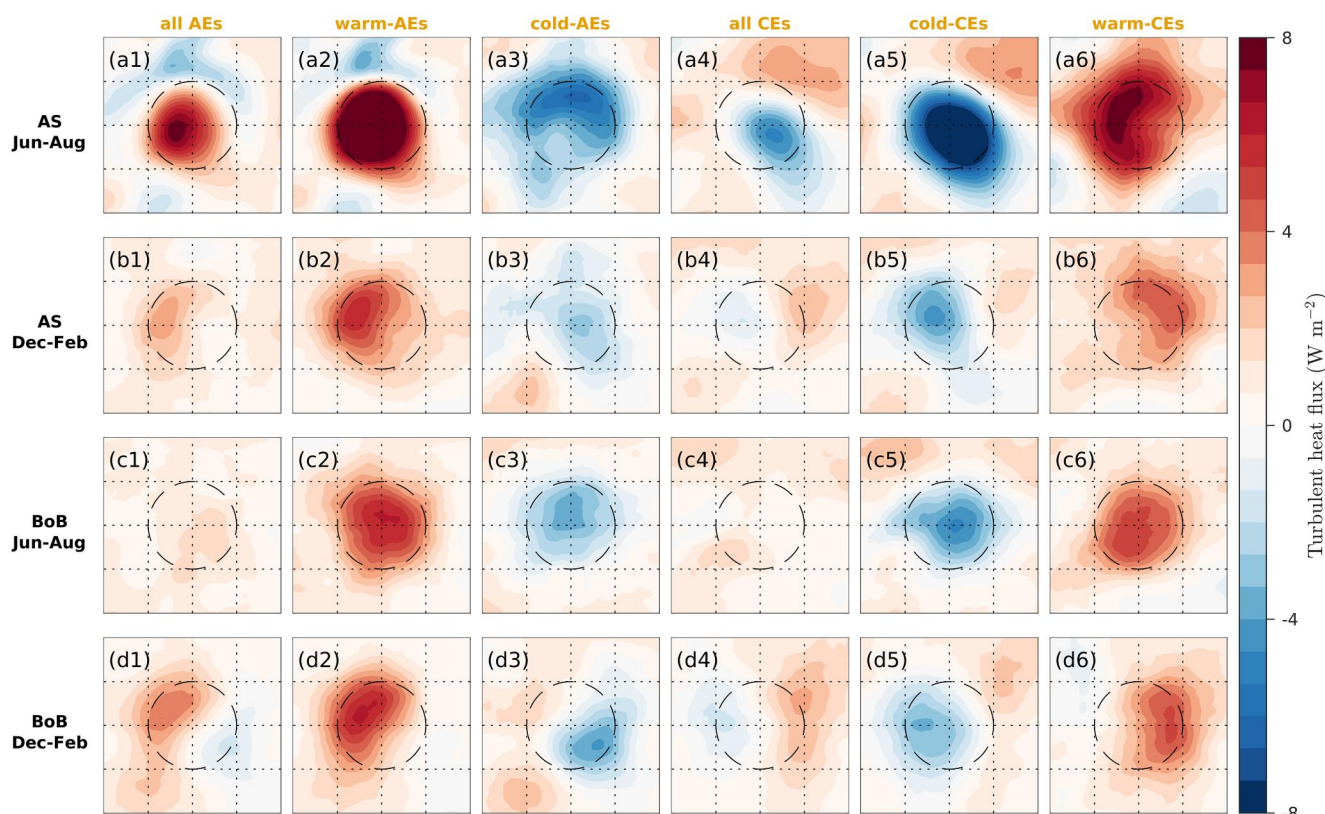 all AEs warm-AEs cold-AEs all CEs cold-CEs warm-CEs
AS
Jun-Aug
(a1) (a2) (a3) (a4) (a5) (a6)
AS
Dec-Feb
(b1) (b2) (b3) (b4) (b5) (b6)
BoB
Jun-Aug
(c1) (c2) (c3) (c4) (c5) (c6)
BoB
Dec-Feb
(d1) (d2) (d3) (d4) (d5) (d6)
8
4
0
-4
-8
Turbulent heat flux (W m⁻²)